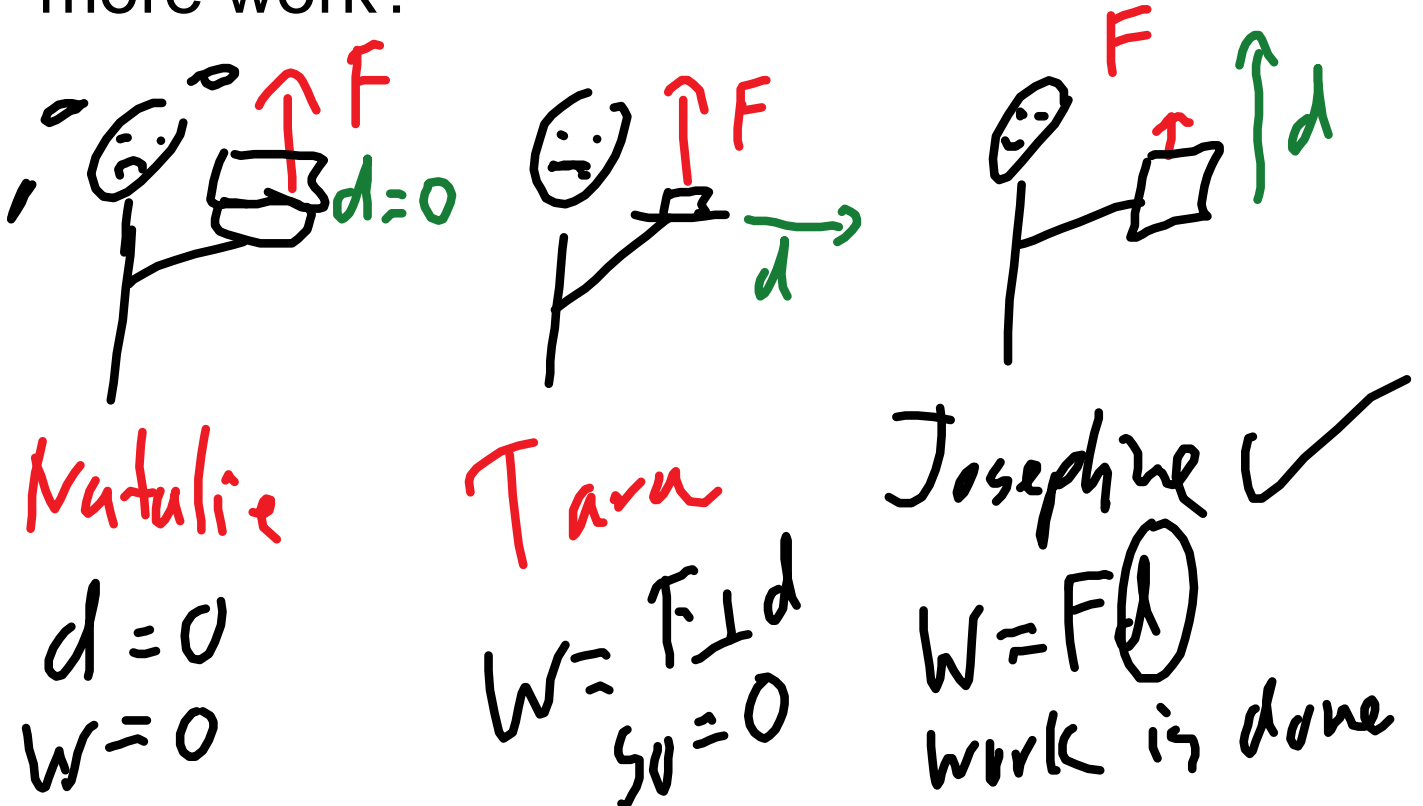 more work?
F
d=0
F
d
F
d
Natalie
Tara
Josephine
d=0
W=0
W= F⊥d
so =0
W=Fd
work is done